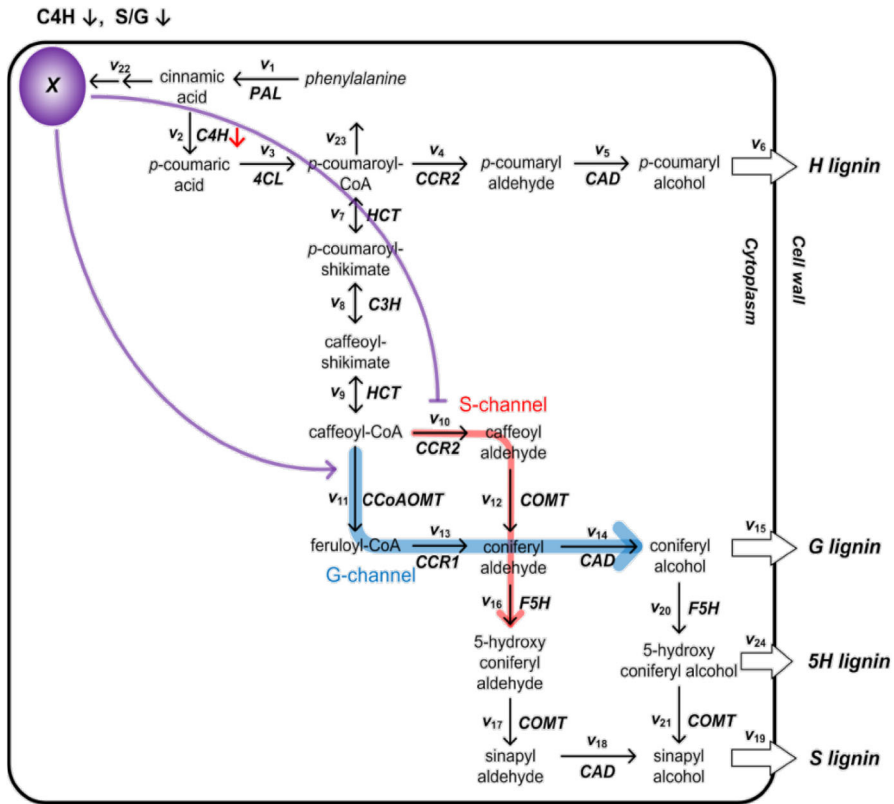 C4H ↓, S/G ↓
X
v22
cinnamic
acid
v1
PAL
phenylalanine
v2
C4H
v3
4CL
v23
v4
CCR2
v5
CAD
v6
p-coumaric
acid
p-coumaroyl-
CoA
p-coumaryl
aldehyde
p-coumaryl
alcohol
H lignin
v7
HCT
p-coumaroyl-
shikimate
Cytoplasm
Cell wall
v8
C3H
caffeoyl-
shikimate
v9
HCT
S-channel
caffeoyl-CoA
v10
CCR2
caffeoyl
aldehyde
v11
CCoAOMT
v12
COMT
feruloyl-CoA
v13
CCR1
coniferyl
aldehyde
v14
CAD
coniferyl
alcohol
v15
G lignin
G-channel
v16
F5H
v20
F5H
5-hydroxy
coniferyl
aldehyde
5-hydroxy
coniferyl alcohol
v24
5H lignin
v17
COMT
v21
COMT
sinapyl
aldehyde
v18
CAD
sinapyl
alcohol
v19
S lignin